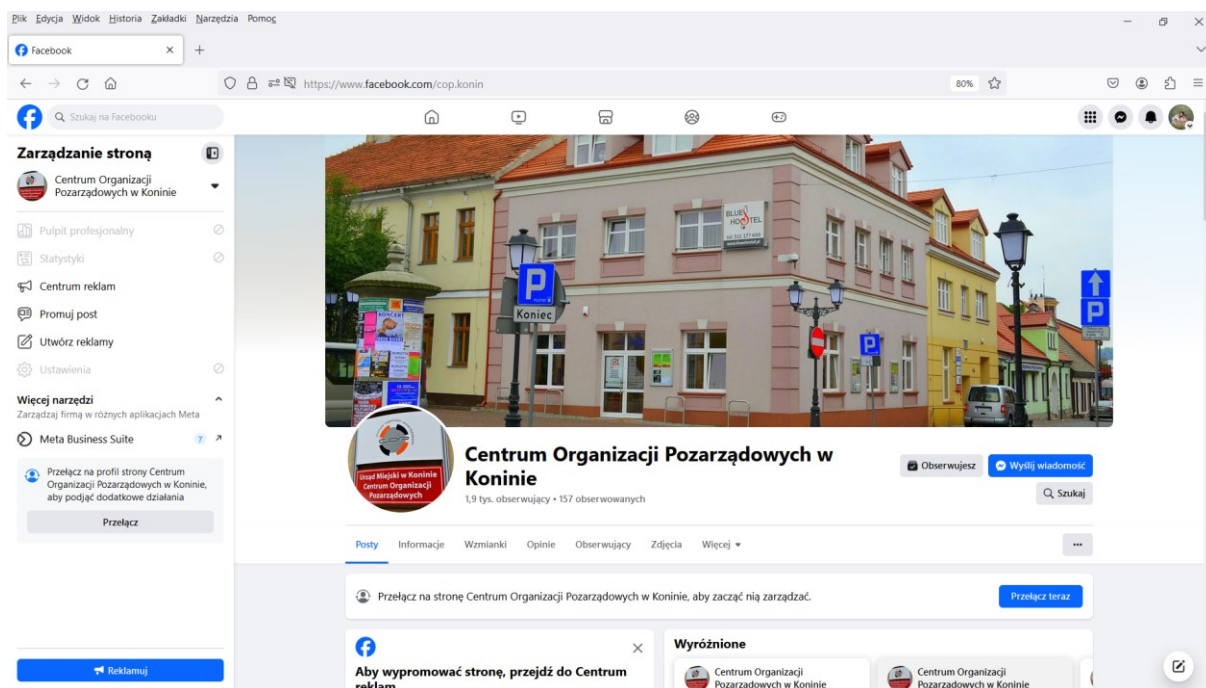 Plik Edycja Widok Historia Zakładki Narzędzia Pomoc
Facebook
https://www.facebook.com/cop.konin
80%
Szukaj na Facebooku
Zarządzanie stroną
Centrum Organizacji
Pozarządowych w Koninie
Pulpit profesjonalny
Statystyki
Centrum reklam
Promuj post
Utwórz reklamy
Ustawienia
Więcej narzędzi
Zarządzaj firmą w różnych aplikacjach Meta
Meta Business Suite 7
Przełącz na profil strony Centrum
Organizacji Pozarządowych w Koninie,
aby podjąć dodatkowe działania
Przełącz
Reklamuj
BLUE
HOSTEL
P
Koniec
KONCERT
P
P
Urząd Miejski w Koninie
Centrum Organizacji
Pozarządowych
Centrum Organizacji Pozarządowych w
Koninie
1,9 tys. obserwujący • 157 obserwowanych
Obserwujesz
Wyślij wiadomość
Szukaj
Posty Informacje Wzmianki Opinie Obserwujący Zdjęcia Więcej
Przełącz na stronę Centrum Organizacji Pozarządowych w Koninie, aby zacząć nią zarządzać.
Przełącz teraz
Aby wypromować stronę, przejdź do Centrum
reklam
Wyróżnione
Centrum Organizacji
Pozarządowych w Koninie
Centrum Organizacji
Pozarządowych w Koninie